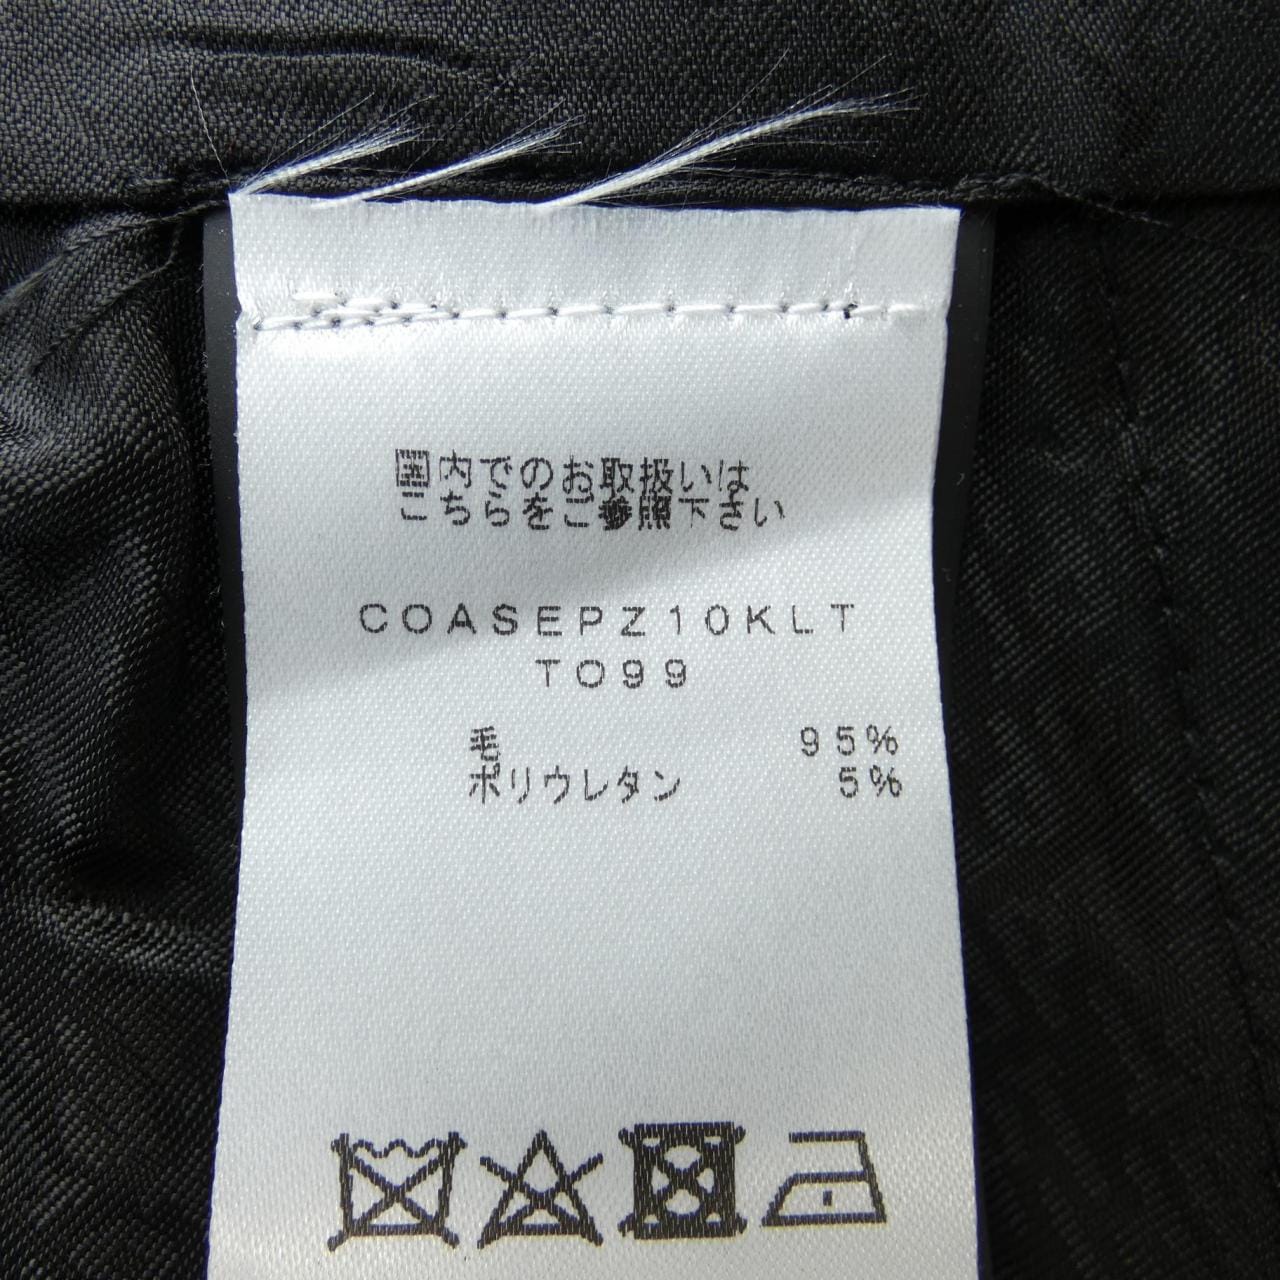 国内でのお取扱いは
こちらをご参照下さい
COASEPZ10KLT
TO99
毛 95%
ポリウレタン 5%